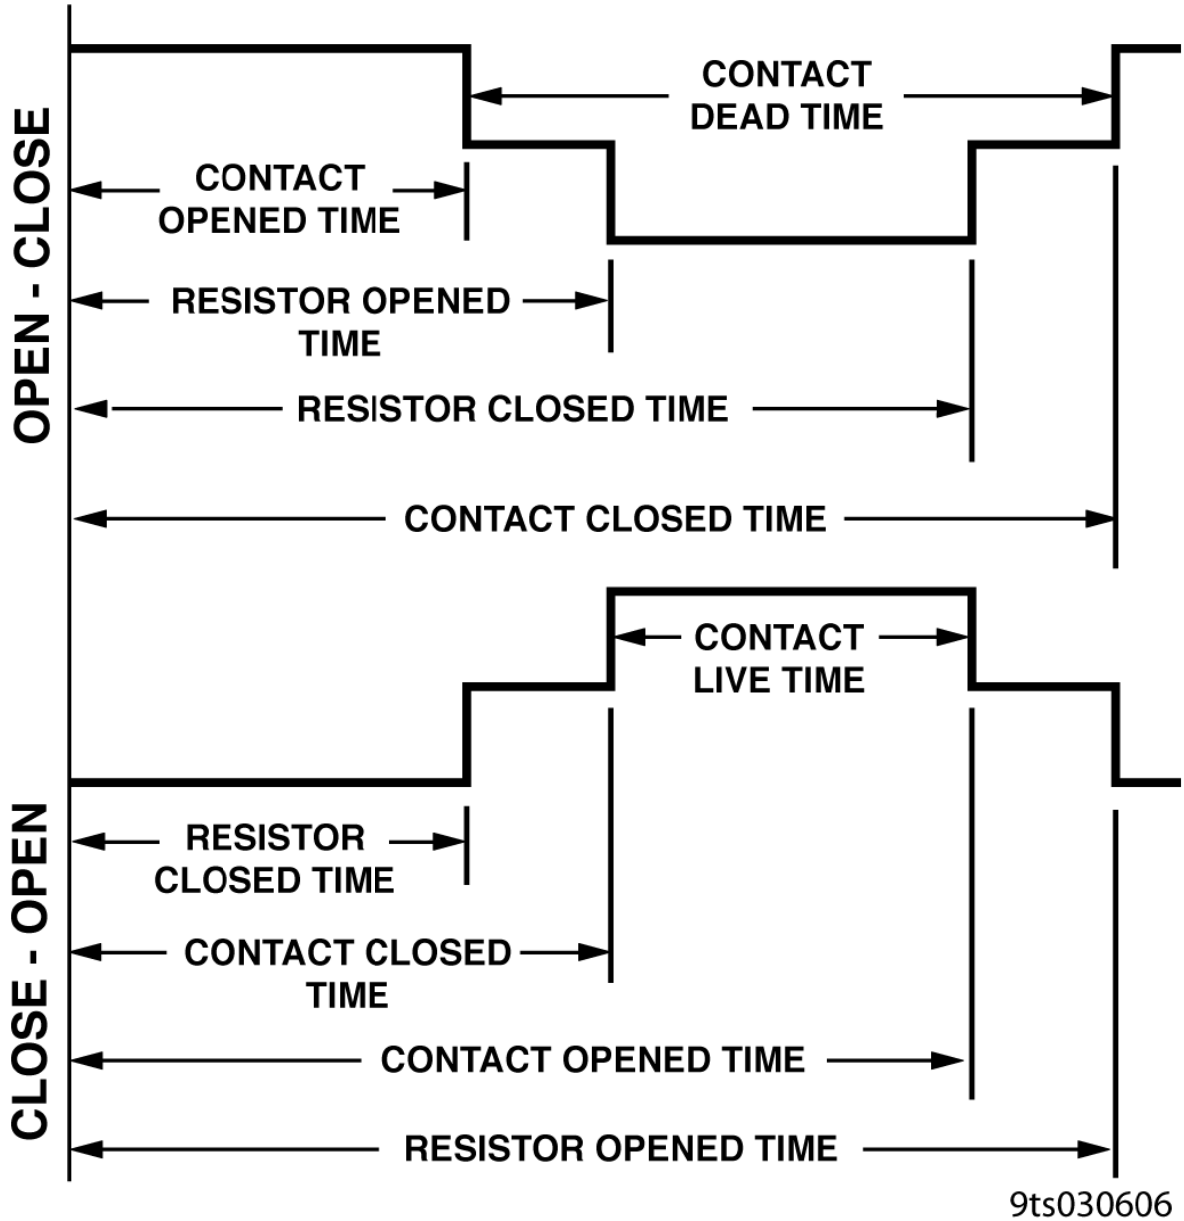 OPEN - CLOSE
CONTACT
DEAD TIME
CONTACT
OPENED TIME
RESISTOR OPENED
TIME
RESISTOR CLOSED TIME
CONTACT CLOSED TIME
CLOSE - OPEN
CONTACT
LIVE TIME
RESISTOR
CLOSED TIME
CONTACT CLOSED
TIME
CONTACT OPENED TIME
RESISTOR OPENED TIME
9ts030606